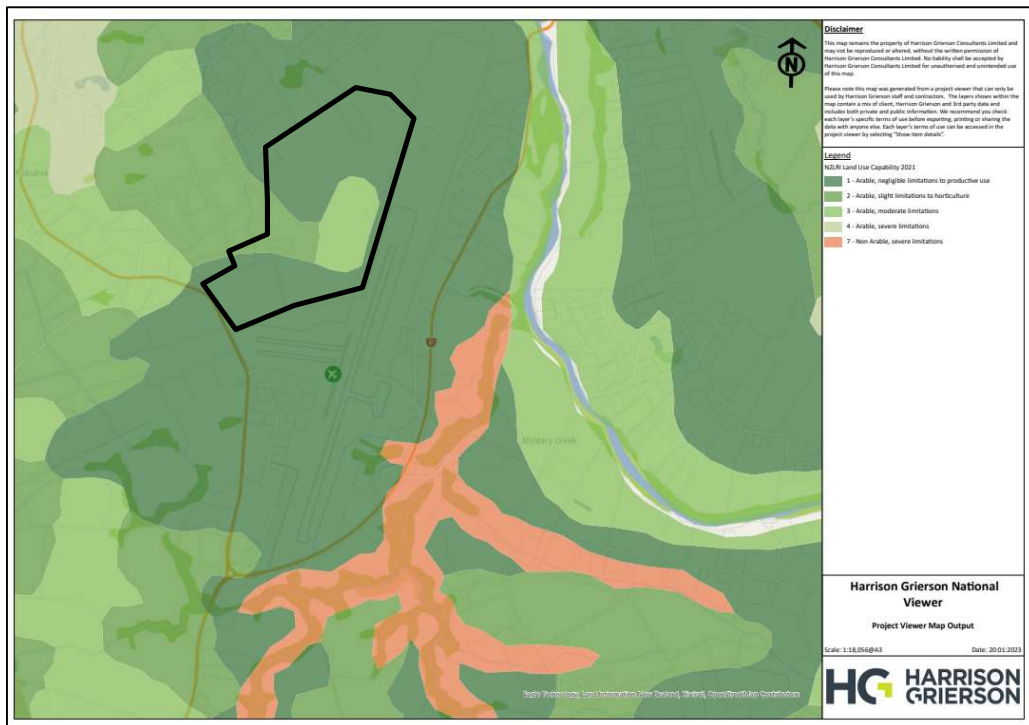 N
Mystery Creek
Eagle Technology, Land Information New Zealand, Kiwirail, OpenStreetMap Contributors
Disclaimer
This map remains the property of Harrison Grierson Consultants Limited and
may not be reproduced or altered, without the written permission of
Harrison Grierson Consultants Limited. No liability shall be accepted by
Harrison Grierson Consultants Limited for unauthorised and unintended use
of this map.
Please note this map was generated from a project viewer that can only be
used by Harrison Grierson staff and contractors. The layers shown within the
map contain a mix of client, Harrison Grierson and 3rd party data and
includes both private and public information. We recommend you check
each layer's specific terms of use before exporting, printing or sharing the
data with anyone else. Each layer's terms of use can be accessed in the
project viewer by selecting "Show item details".
Legend
NZLRI Land Use Capability 2021
1 - Arable, negligible limitations to productive use
2 - Arable, slight limitations to horticulture
3 - Arable, moderate limitations
4 - Arable, severe limitations
7 - Non Arable, severe limitations
Harrison Grierson National
Viewer
Project Viewer Map Output
Scale: 1:18,056@A3 Date: 20:01:2023
HG HARRISON
GRIERSON